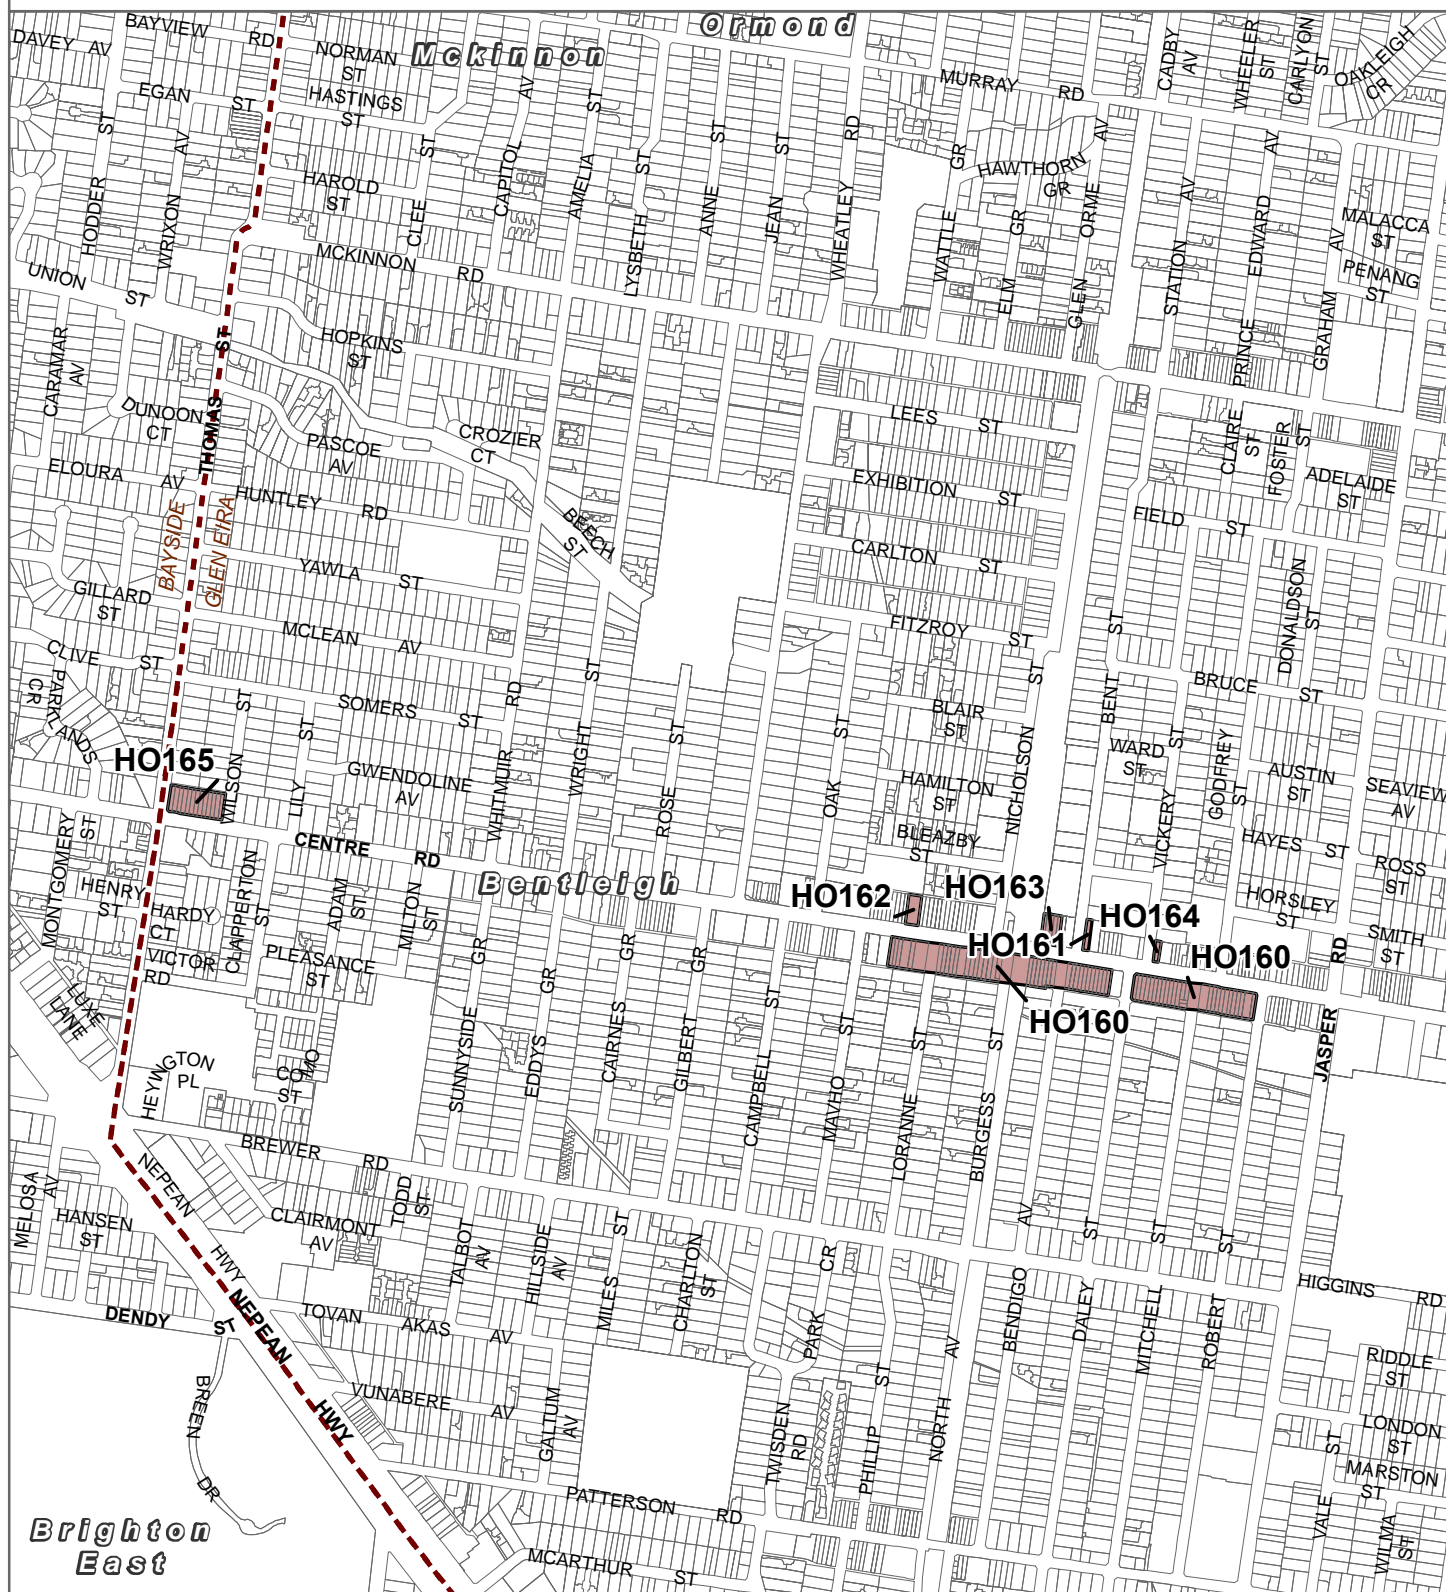 Ormond
Mckinnon
BAYVIEW RD
DAVEY AV
NORMAN
ST
EGAN ST
HASTINGS
ST
HODDER ST
WRIXON AV
HAROLD
ST
CLEE ST
CAPITOL AV
AMELIA ST
LYSBETH ST
ANNE ST
JEAN ST
WHEATLEY RD
MURRAY RD
CADBY
AV
WHEELER
ST
CARLYON
ST
OAKLEIGH
CR
WATTLE GR
HAWTHORN
GR
ELM GR
GLEN ORME AV
STATION AV
PRINCE EDWARD AV
GRAHAM AV
MALACCA
ST
PENANG
ST
MCKINNON RD
UNION ST
HOPKINS
ST
CARAMAR
AV
DUNOON
CT
THOMAS ST
PASCOE
AV
CROZIER
CT
LEES ST
CLAIRE
ST
FOSTER ST
ADELAIDE
ST
ELOURA AV
HUNTLEY RD
EXHIBITION ST
FIELD ST
BAYSIDE
GLEN EIRA
BEECH
ST
YAWLA ST
CARLTON ST
GILLARD
ST
MCLEAN AV
FITZROY ST
DONALDSON ST
CLIVE ST
PARKLANDS
CR
SOMERS ST
BRUCE ST
BLAIR
ST
BENT ST
WARD
ST
HO165
WILSON ST
LILY ST
GWENDOLINE
AV
WHITMUIR RD
WRIGHT ST
ROSE ST
OAK ST
HAMILTON
ST
NICHOLSON ST
VICKERY ST
GODFREY ST
AUSTIN
ST
SEAVIEW
AV
BLEAZBY
ST
HAYES ST
ROSS
ST
CENTRE RD
Bentleigh
MONTGOMERY ST
HENRY
ST
HARDY
CT
VICTOR
RD
CLAPPERTON ST
ADAM
ST
MILTON
ST
PLEASANCE
ST
HORSLEY
ST
SMITH
ST
HO162
HO163
HO164
HO161
HO160
HO160
LUXE
LANE
SUNNYSIDE GR
EDDYS GR
CAIRNES GR
GILBERT GR
CAMPBELL ST
MAVHO ST
LORANNE ST
BURGESS ST
JASPER RD
HEYINGTON
PL
COMO
ST
BREWER RD
MELOSA
AV
HANSEN
ST
NEPEAN HWY
CLAIRMONT
AV
TODD
ST
TALBOT
AV
HILLSIDE
AV
MILES ST
CHARLTON
ST
PARK CR
BENDIGO AV
DALEY ST
MITCHELL ST
ROBERT ST
HIGGINS RD
DENDY ST
NEPEAN HWY
TOVAN AKAS AV
RIDDLE
ST
VUNABERE AV
BREEN DR
GALTUM
AV
TWISDEN
RD
PHILLIP ST
NORTH AV
LONDON
ST
MARSTON
ST
VALE ST
WILMA
ST
PATTERSON RD
MCARTHUR ST
Brighton
East